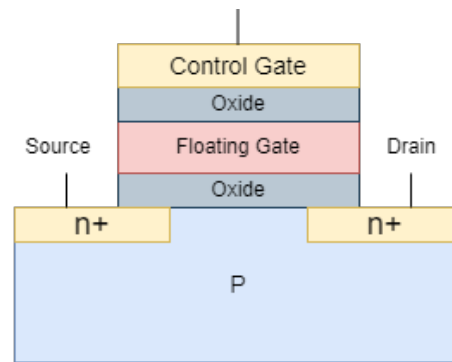 Control Gate
Oxide
Source
Floating Gate
Drain
Oxide
n+
n+
P